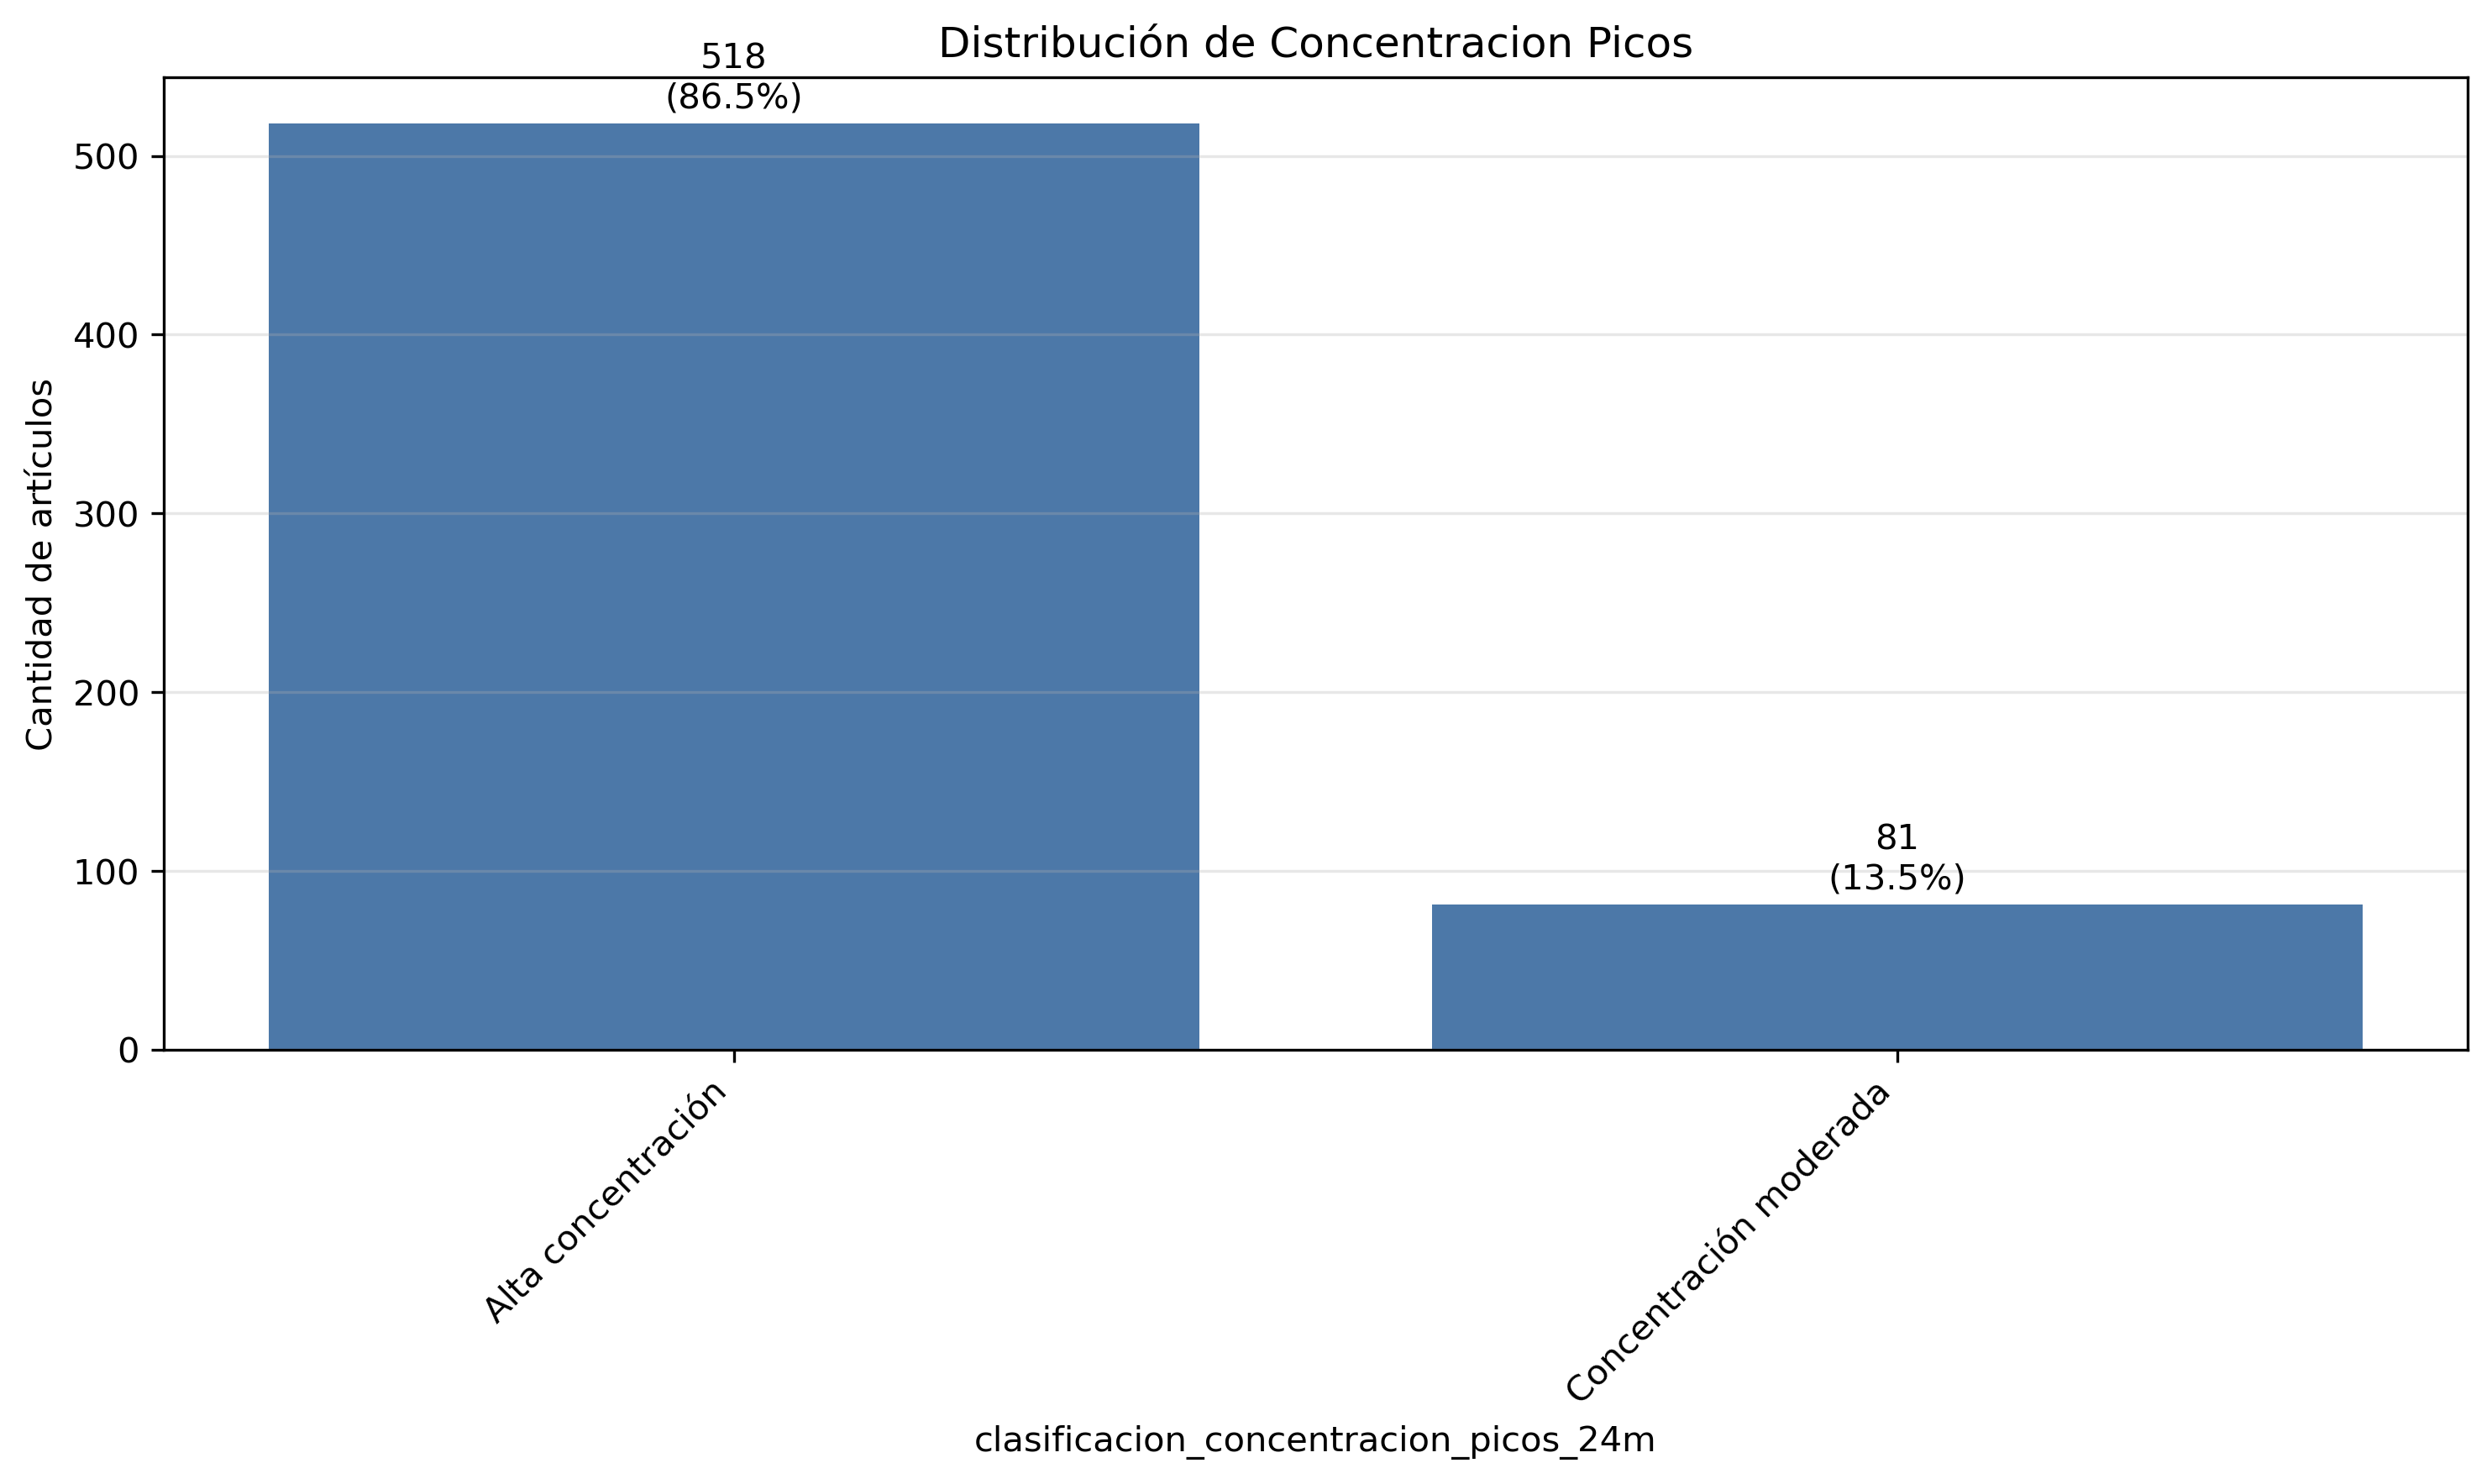 Distribución de Concentracion Picos
518
(86.5%)
500
400
300
200
100
0
Cantidad de artículos
81
(13.5%)
Alta concentración
Concentración moderada
clasificacion_concentracion_picos_24m